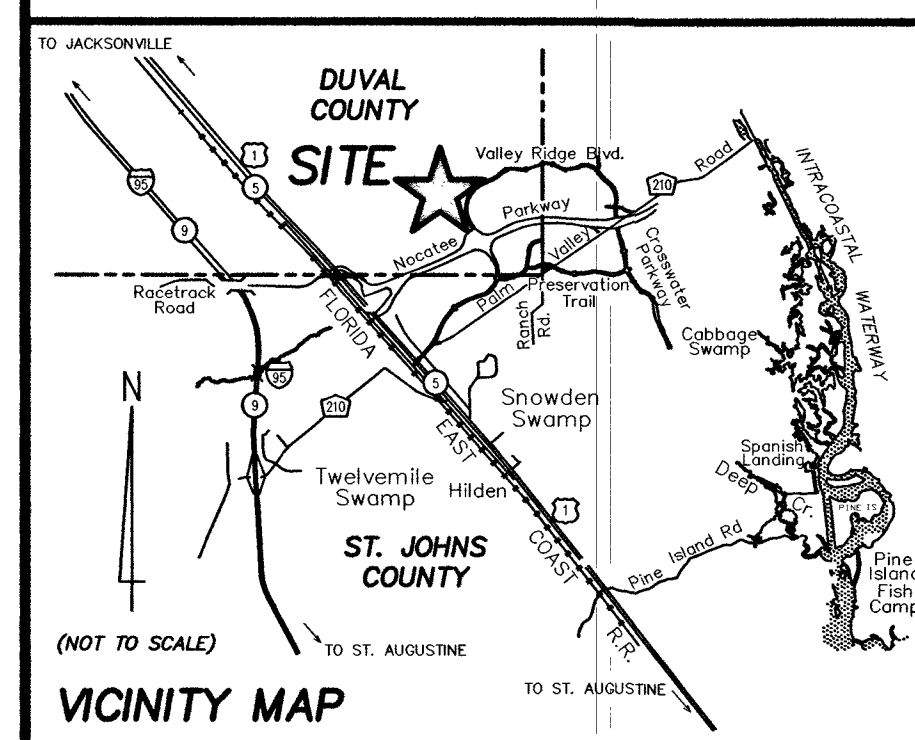 TO JACKSONVILLE
DUVAL
COUNTY
SITE
Valley Ridge Blvd.
Road
210
1
5
95
9
Parkway
Nocatee
Valley
Palm
Crosswater
Parkway
INTRACOASTAL
WATERWAY
Racetrack
Road
FLORIDA
Preservation
Trail
Ranch
Rd.
Cabbage
Swamp
95
9
210
5
N
EAST
Snowden
Swamp
Twelvemile
Swamp
Hilden
Spanish
Landing
Deep
Cr.
PINE IS
1
ST. JOHNS
COUNTY
COAST
Pine Island Rd
Pine
Island
Fish
Camp
R.R.
(NOT TO SCALE)
TO ST. AUGUSTINE
TO ST. AUGUSTINE
VICINITY MAP